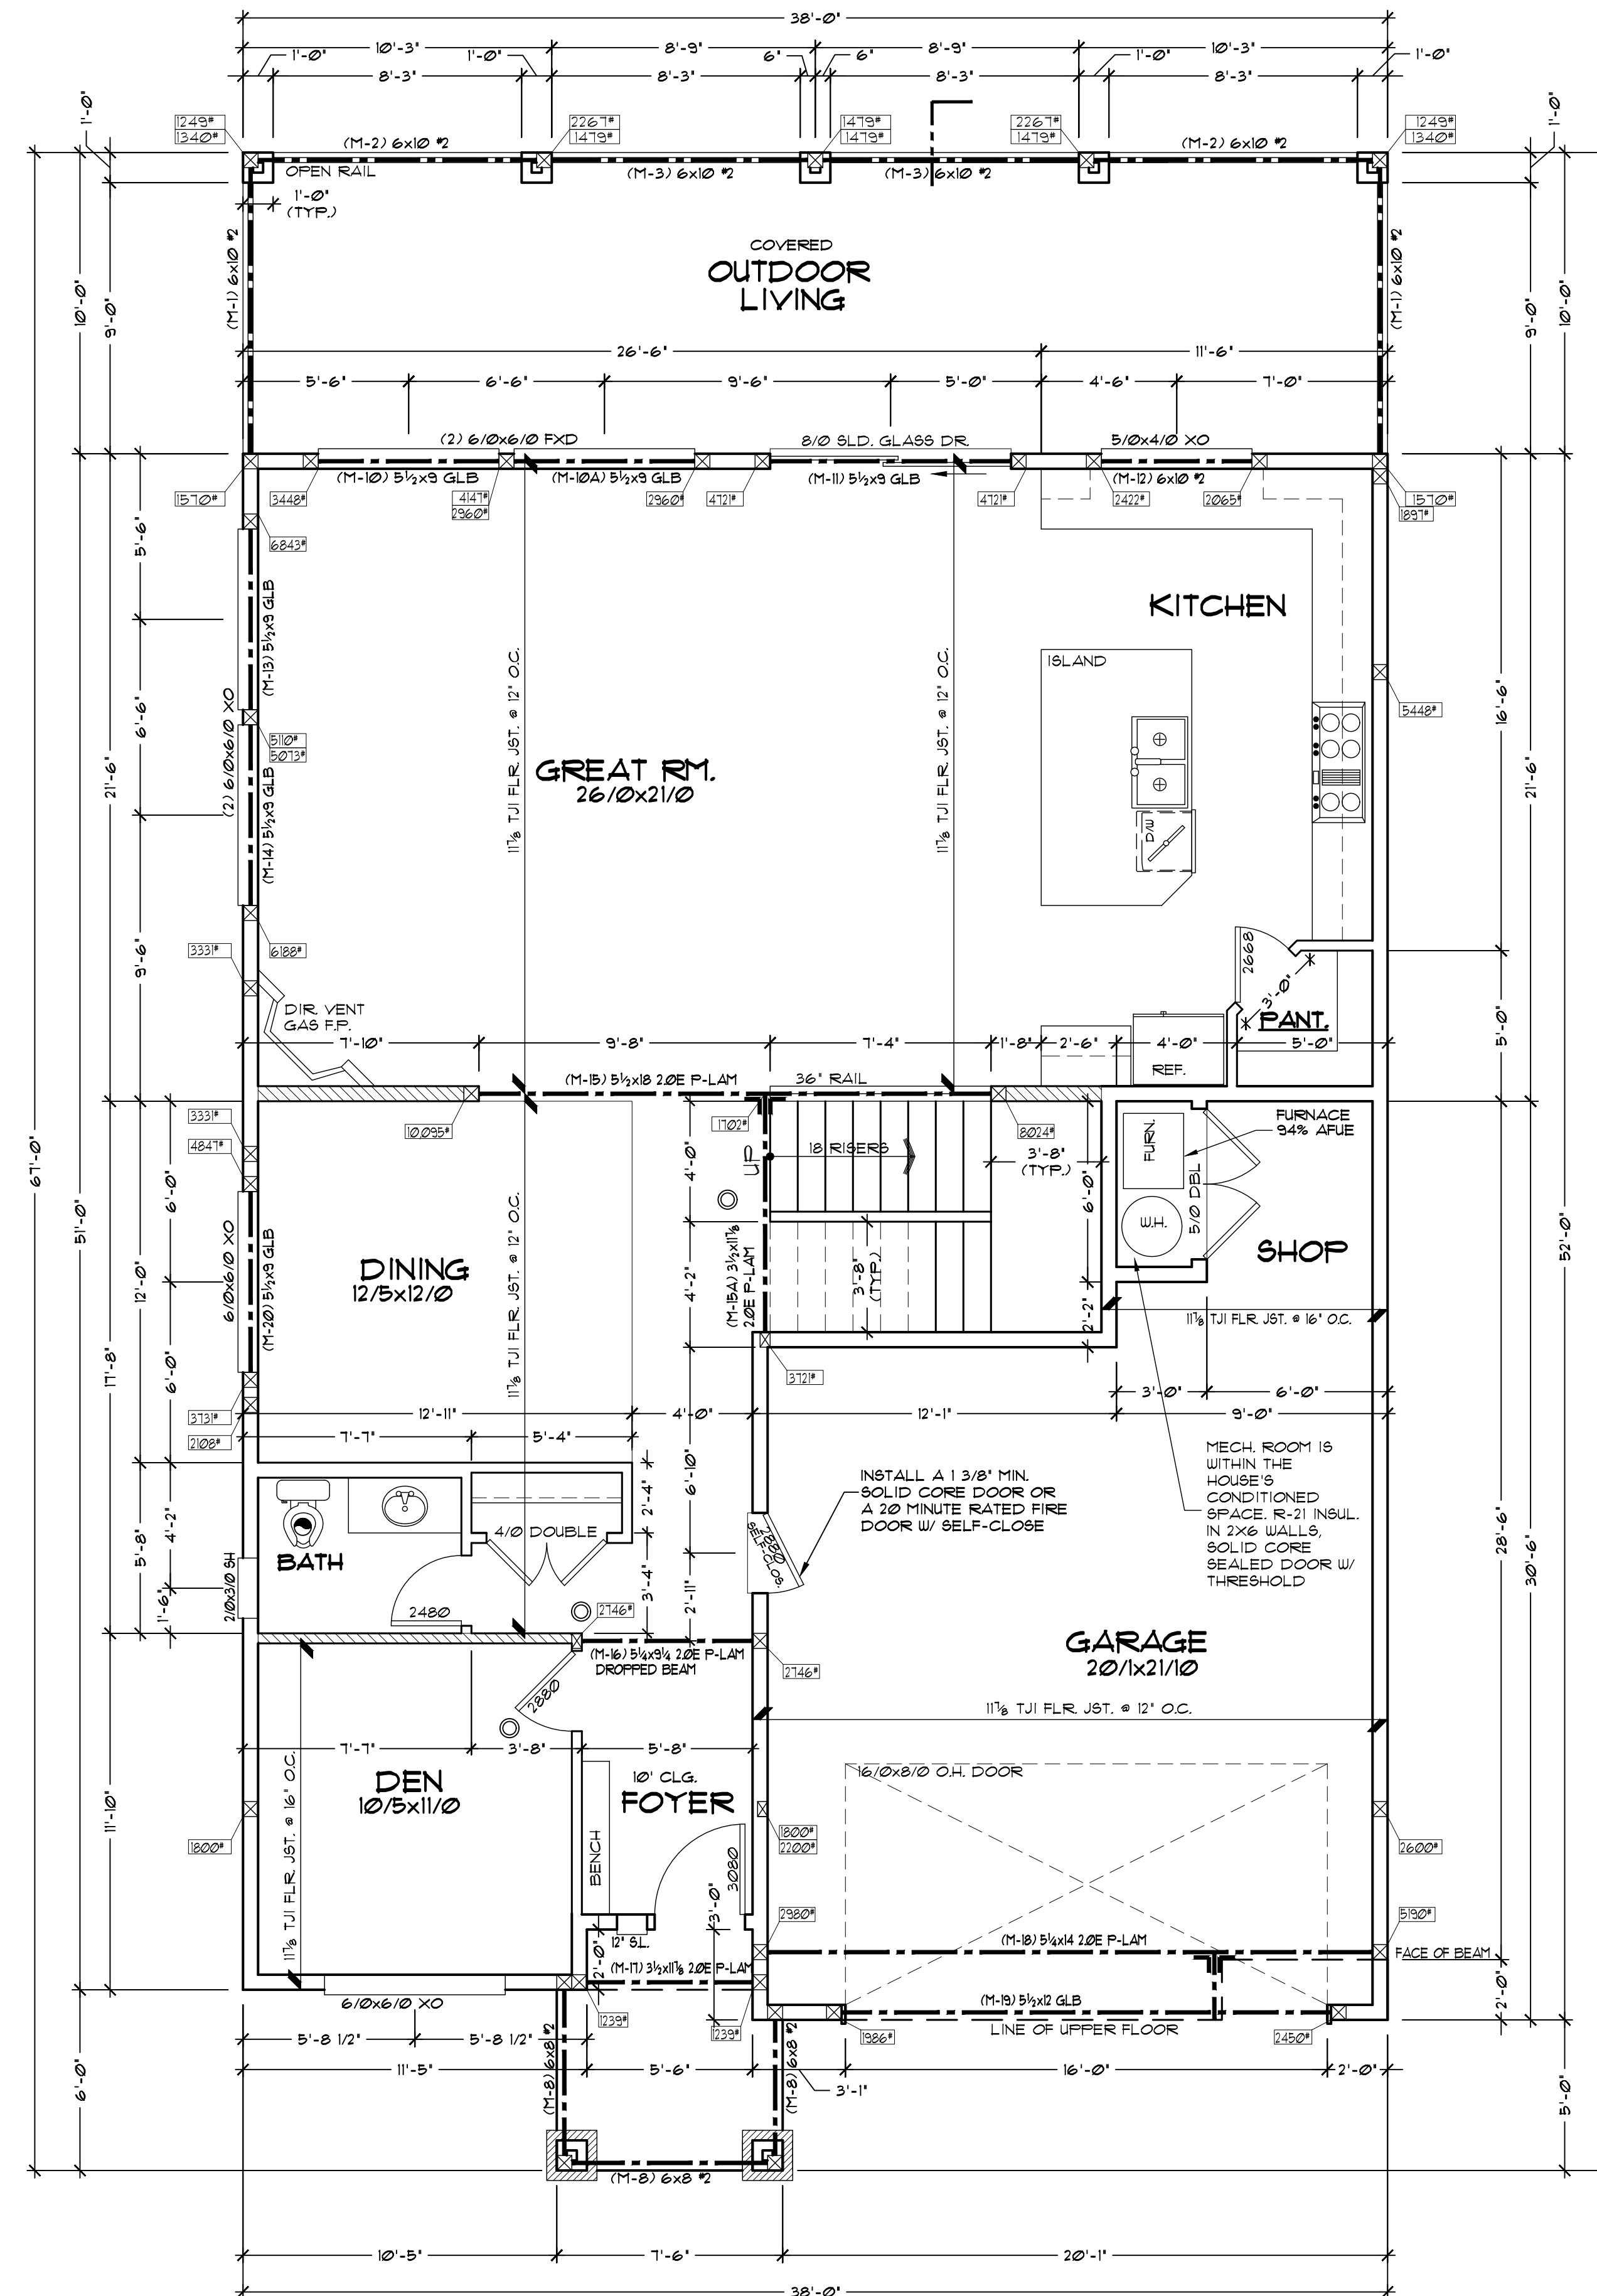 38'-0"
10'-3"
8'-9"
8'-9"
10'-3"
1'-0"
1'-0"
6"
6"
1'-0"
1'-0"
8'-3"
8'-3"
8'-3"
8'-3"
1'-0"
1'-0"
1249#
1340#
2267#
1479#
1479#
1479#
2267#
1479#
1249#
1340#
(M-2) 6x10 #2
(M-2) 6x10 #2
OPEN RAIL
(M-3) 6x10 #2
(M-3) 6x10 #2
1'-0"
(TYP.)
(M-1) 6x10 #2
(M-1) 6x10 #2
COVERED
OUTDOOR
LIVING
10'-0"
9'-0"
9'-0"
10'-0"
26'-6"
11'-6"
5'-6"
6'-6"
9'-6"
5'-0"
4'-6"
7'-0"
(2) 6/0x6/0 FXD
8/0 SLD. GLASS DR.
5/0x4/0 XO
(M-10) 5½x9 GLB
(M-10A) 5½x9 GLB
(M-11) 5½x9 GLB
(M-12) 6x10 #2
1570#
3448#
4147#
2960#
2960#
4721#
4721#
2422#
2065#
1570#
1897#
6843#
5'-6"
(M-13) 5½x9 GLB
KITCHEN
ISLAND
11⅞ TJI FLR. JST. @ 12" O.C.
11⅞ TJI FLR. JST. @ 12" O.C.
5448#
6'-6"
(2) 6/0x6/0 XO
5110#
5073#
16'-6"
21'-6"
21'-6"
GREAT RM.
26/0x21/0
(M-14) 5½x9 GLB
D/W
9'-6"
3331#
6188#
2668
3'-0"
PANT.
DIR. VENT
GAS F.P.
7'-10"
9'-8"
7'-4"
1'-8"
2'-6"
4'-0"
5'-0"
5'-0"
REF.
(M-15) 5½x18 2.0E P-LAM
36" RAIL
3331#
4847#
10,095#
1702#
8024#
FURNACE
94% AFUE
FURN.
UP
18 RISERS
3'-8"
(TYP.)
4'-0"
6'-0"
6'-0"
67'-0"
51'-0"
12'-0"
W.H.
5/0 DBL
SHOP
52'-0"
6/0x6/0 XO
(M-20) 5½x9 GLB
DINING
12/5x12/0
11⅞ TJI FLR. JST. @ 12" O.C.
(M-15A) 3½x11⅞
2.0E P-LAM
4'-2"
3'-8"
(TYP.)
2'-2"
11⅞ TJI FLR. JST. @ 16" O.C.
17'-8"
6'-0"
3721#
3'-0"
6'-0"
3731#
2108#
12'-11"
4'-0"
12'-1"
9'-0"
7'-7"
5'-4"
MECH. ROOM IS
WITHIN THE
HOUSE'S
CONDITIONED
SPACE. R-21 INSUL.
IN 2X6 WALLS,
SOLID CORE
SEALED DOOR W/
THRESHOLD
INSTALL A 1 3/8" MIN.
SOLID CORE DOOR OR
A 20 MINUTE RATED FIRE
DOOR W/ SELF-CLOSE
6'-10"
2'-4"
4'-2"
5'-8"
4/0 DOUBLE
BATH
2880
SELF-CLOS.
28'-6"
30'-6"
2/0x3/0 SH
1'-6"
3'-4"
2'-11"
2480
2746#
(M-16) 5¼x9¼ 2.0E P-LAM
DROPPED BEAM
2746#
GARAGE
20/1x21/10
2880
11⅞ TJI FLR. JST. @ 12" O.C.
7'-7"
3'-8"
5'-8"
11'-10"
DEN
10/5x11/0
10' CLG.
FOYER
16/0x8/0 O.H. DOOR
11⅞ TJI FLR. JST. @ 16" O.C.
BENCH
3080
1800#
1800#
2200#
2600#
3'-0"
2980#
5190#
12" S.L.
2'-0"
(M-18) 5¼x14 2.0E P-LAM
FACE OF BEAM
(M-17) 3½x11⅞ 2.0E P-LAM
(M-19) 5½x12 GLB
2'-0"
6/0x6/0 XO
1239#
1239#
1986#
LINE OF UPPER FLOOR
2450#
5'-8 1/2"
5'-8 1/2"
(M-8) 6x8 #2
(M-8) 6x8 #2
11'-5"
5'-6"
3'-1"
16'-0"
2'-0"
6'-0"
5'-0"
(M-8) 6x8 #2
10'-5"
7'-6"
20'-1"
38'-0"